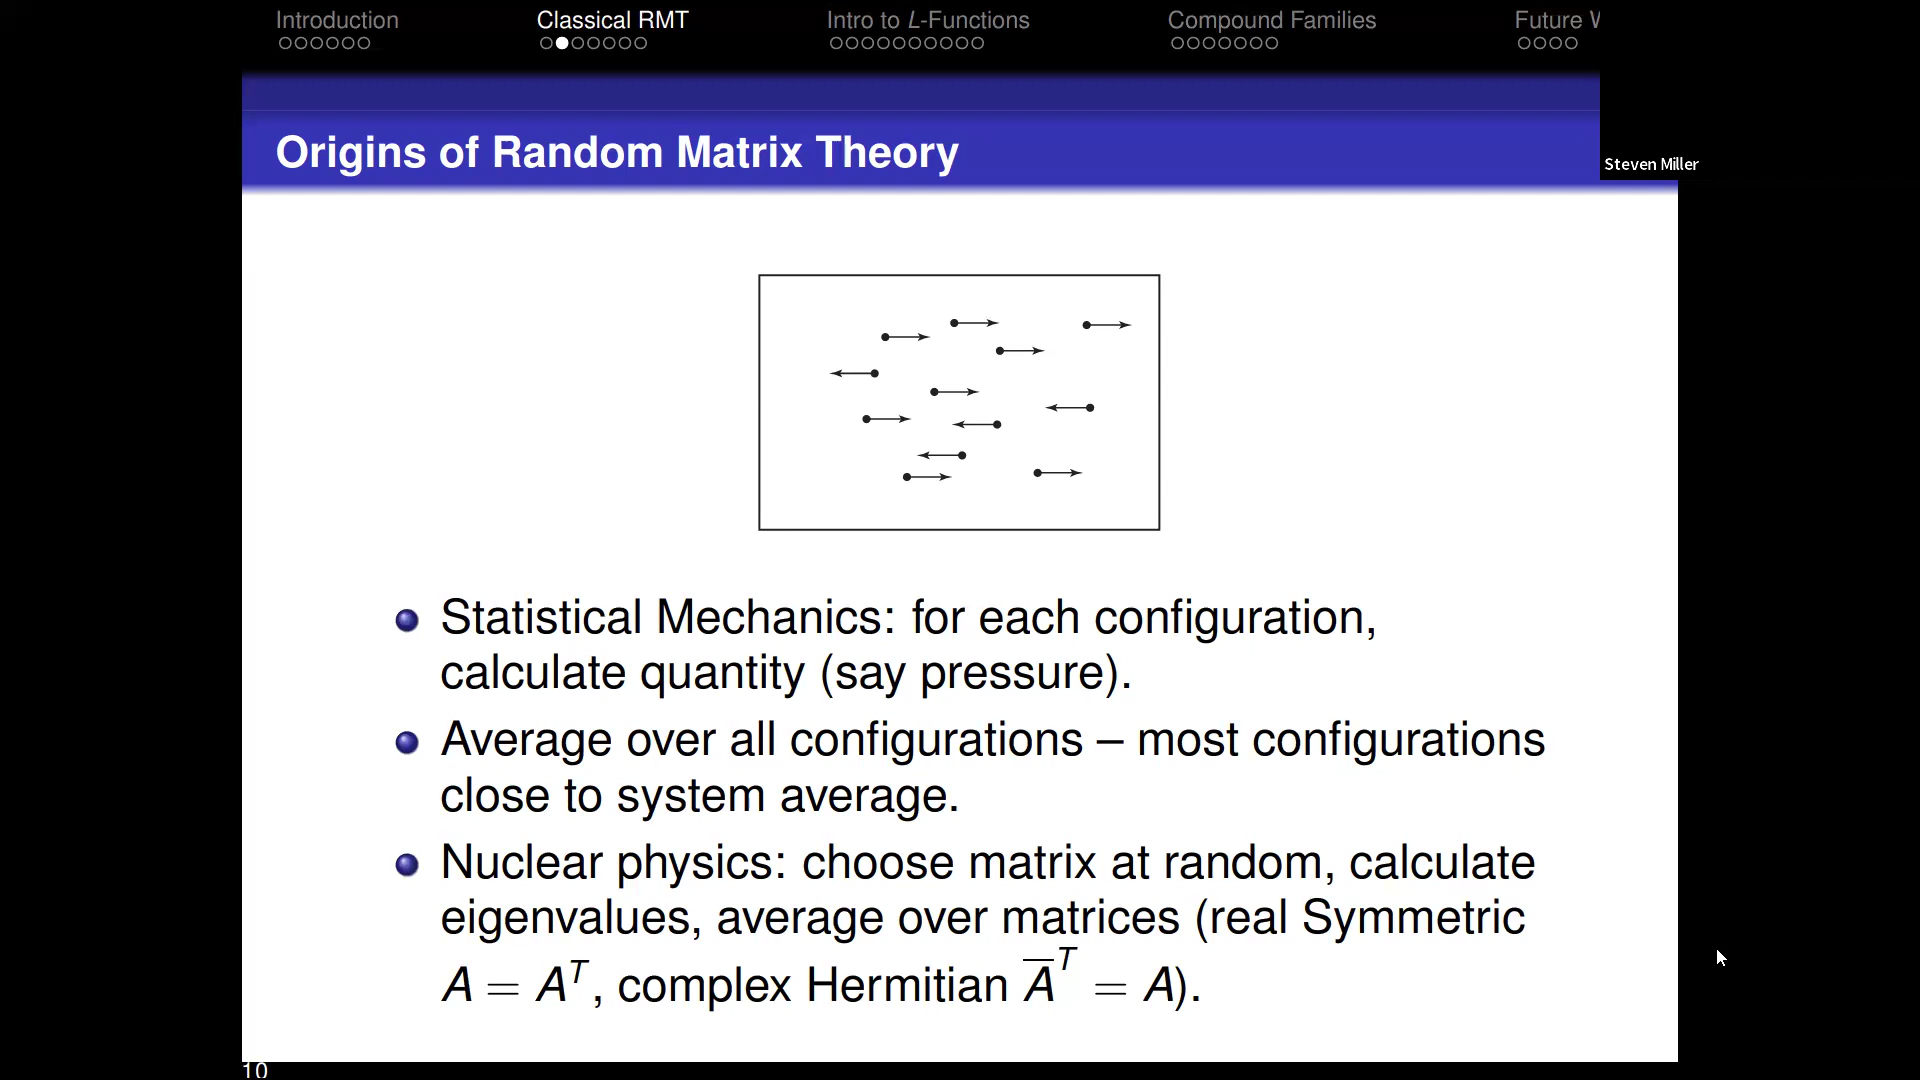 Introduction Classical RMT Intro to L-Functions Compound Families Future W
Origins of Random Matrix Theory
Steven Miller
Statistical Mechanics: for each configuration,
calculate quantity (say pressure).
Average over all configurations – most configurations
close to system average.
Nuclear physics: choose matrix at random, calculate
eigenvalues, average over matrices (real Symmetric
A = Aᵀ, complex Hermitian A̅ᵀ = A).
10